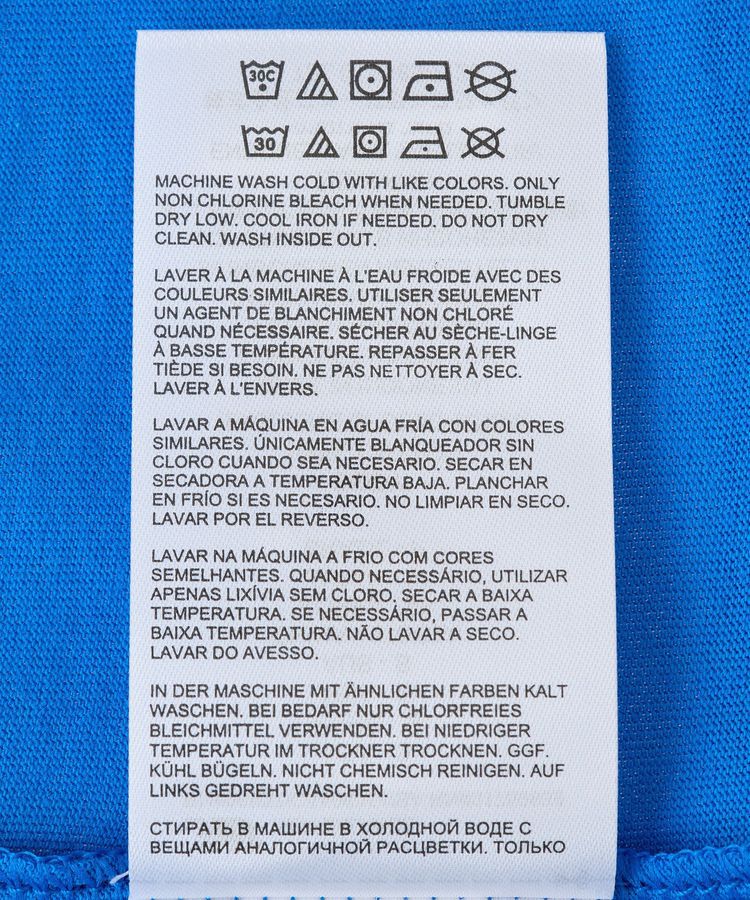 30C
30
MACHINE WASH COLD WITH LIKE COLORS. ONLY
NON CHLORINE BLEACH WHEN NEEDED. TUMBLE
DRY LOW. COOL IRON IF NEEDED. DO NOT DRY
CLEAN. WASH INSIDE OUT.
LAVER À LA MACHINE À L'EAU FROIDE AVEC DES
COULEURS SIMILAIRES. UTILISER SEULEMENT
UN AGENT DE BLANCHIMENT NON CHLORÉ
QUAND NÉCESSAIRE. SÉCHER AU SÈCHE-LINGE
À BASSE TEMPÉRATURE. REPASSER À FER
TIÈDE SI BESOIN. NE PAS NETTOYER À SEC.
LAVER À L'ENVERS.
LAVAR A MÁQUINA EN AGUA FRÍA CON COLORES
SIMILARES. ÚNICAMENTE BLANQUEADOR SIN
CLORO CUANDO SEA NECESARIO. SECAR EN
SECADORA A TEMPERATURA BAJA. PLANCHAR
EN FRÍO SI ES NECESARIO. NO LIMPIAR EN SECO.
LAVAR POR EL REVERSO.
LAVAR NA MÁQUINA A FRIO COM CORES
SEMELHANTES. QUANDO NECESSÁRIO, UTILIZAR
APENAS LIXÍVIA SEM CLORO. SECAR A BAIXA
TEMPERATURA. SE NECESSÁRIO, PASSAR A
BAIXA TEMPERATURA. NÃO LAVAR A SECO.
LAVAR DO AVESSO.
IN DER MASCHINE MIT ÄHNLICHEN FARBEN KALT
WASCHEN. BEI BEDARF NUR CHLORFREIES
BLEICHMITTEL VERWENDEN. BEI NIEDRIGER
TEMPERATUR IM TROCKNER TROCKNEN. GGF.
KÜHL BÜGELN. NICHT CHEMISCH REINIGEN. AUF
LINKS GEDREHT WASCHEN.
СТИРАТЬ В МАШИНЕ В ХОЛОДНОЙ ВОДЕ С
ВЕЩАМИ АНАЛОГИЧНОЙ РАСЦВЕТКИ. ТОЛЬКО